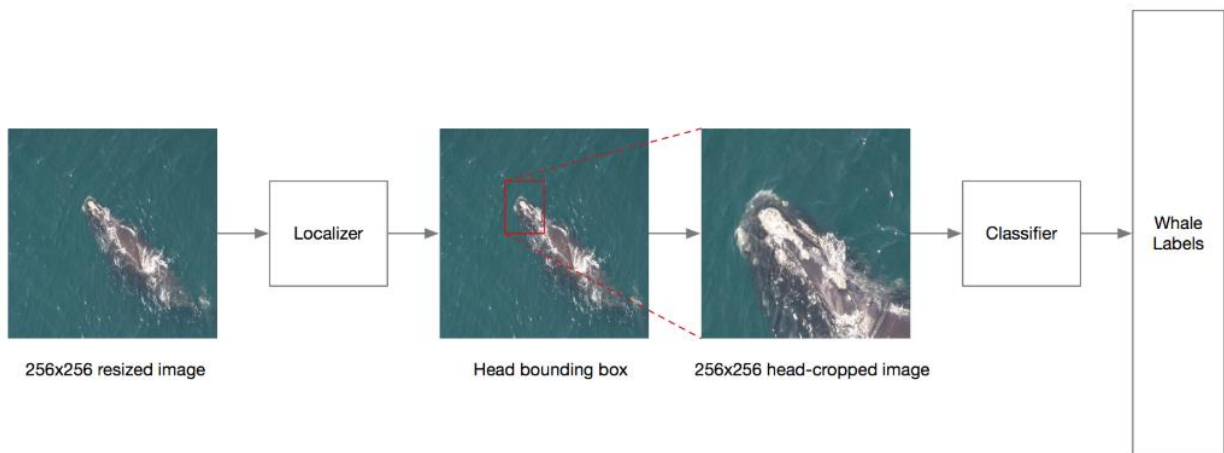 Localizer
Classifier
Whale
Labels
256x256 resized image
Head bounding box
256x256 head-cropped image